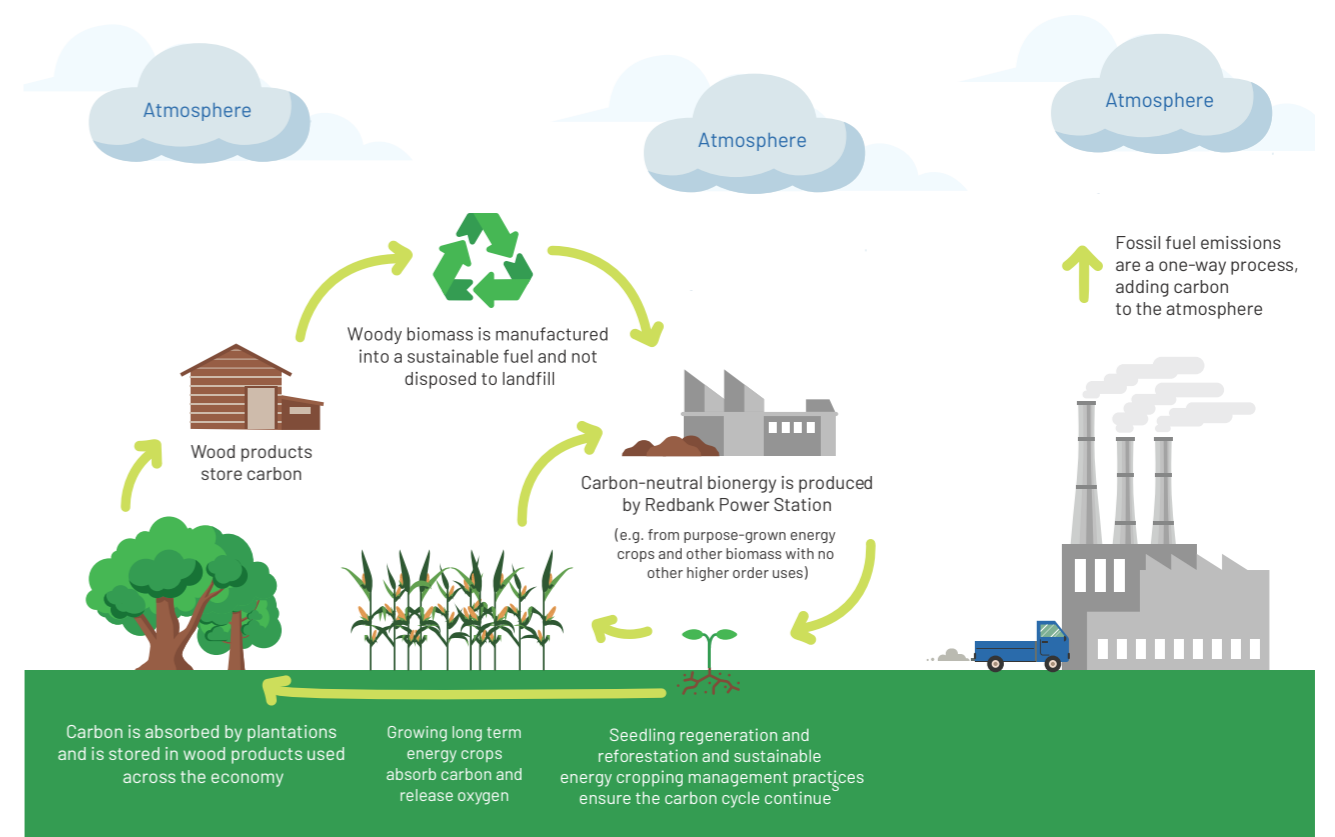 Atmosphere
Atmosphere
Atmosphere
Fossil fuel emissions
are a one-way process,
adding carbon
to the atmosphere
Woody biomass is manufactured
into a sustainable fuel and not
disposed to landfill
Wood products
store carbon
Carbon-neutral bionergy is produced
by Redbank Power Station
(e.g. from purpose-grown energy
crops and other biomass with no
other higher order uses)
Carbon is absorbed by plantations
and is stored in wood products used
across the economy
Growing long term
energy crops
absorb carbon and
release oxygen
Seedling regeneration and
reforestation and sustainable
energy cropping management practices
ensure the carbon cycle continues